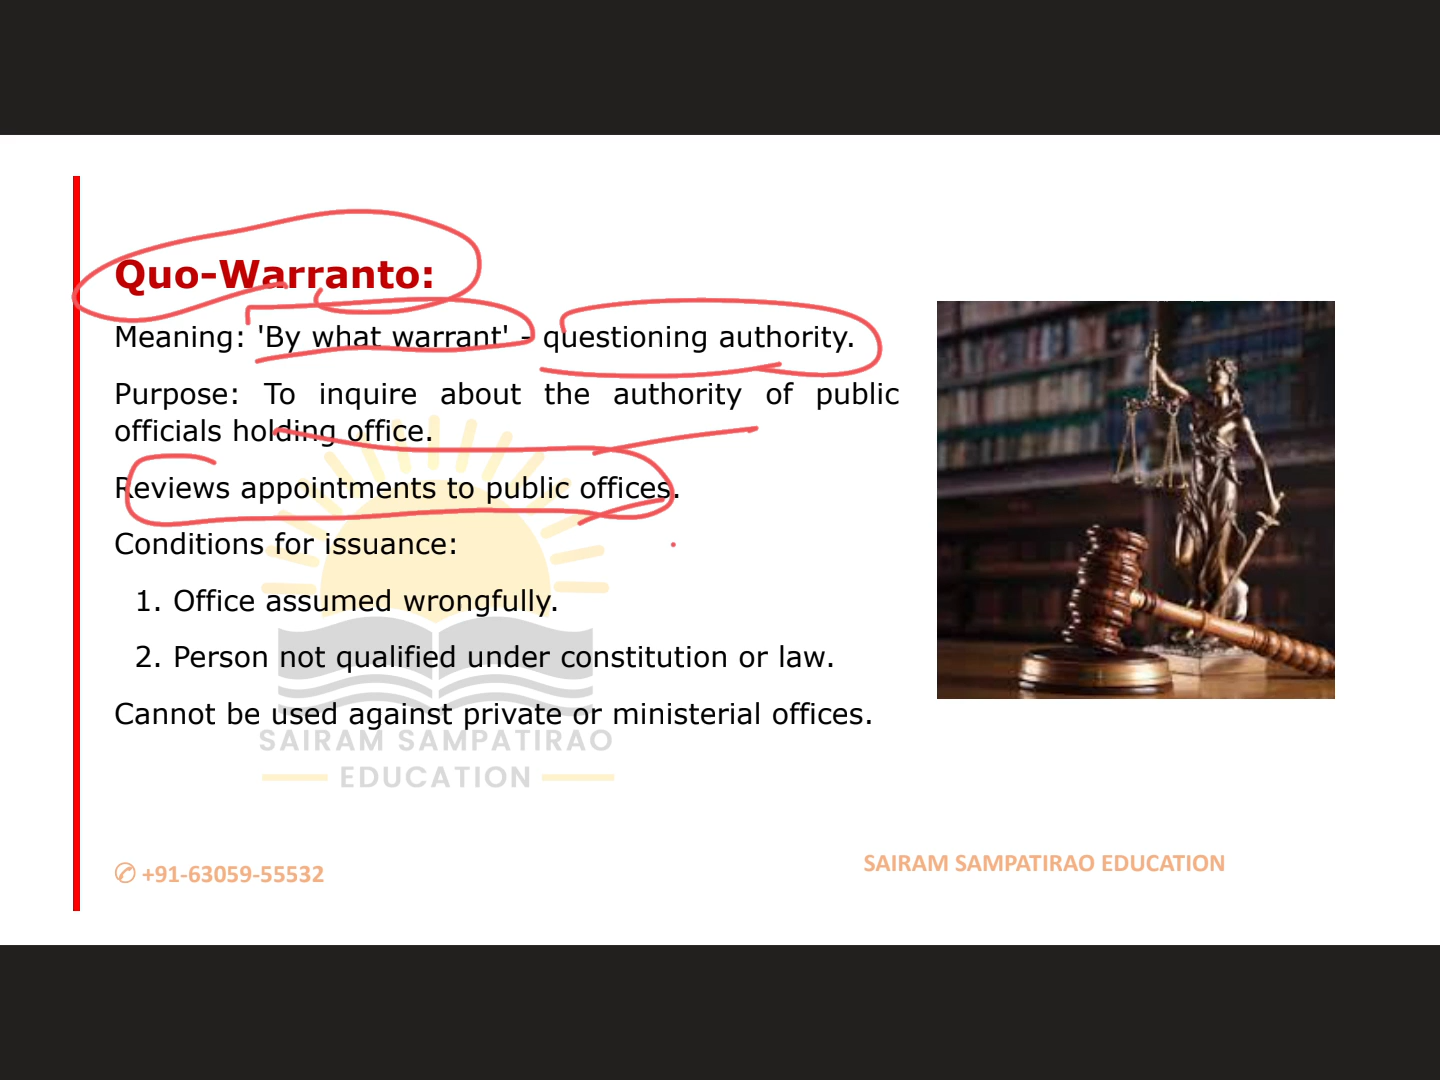 Quo-Warranto:
Meaning: 'By what warrant' - questioning authority.
Purpose: To inquire about the authority of public
officials holding office.
Reviews appointments to public offices.
Conditions for issuance:
1. Office assumed wrongfully.
2. Person not qualified under constitution or law.
Cannot be used against private or ministerial offices.
SAIRAM SAMPATIRAO
EDUCATION
✆ +91-63059-55532
SAIRAM SAMPATIRAO EDUCATION